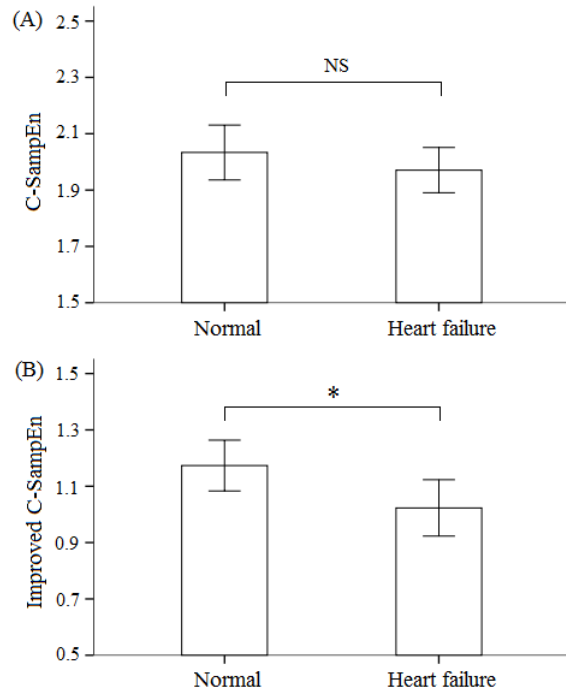 (A)
C-SampEn
2.5
2.3
2.1
1.9
1.7
1.5
NS
Normal
Heart failure
(B)
Improved C-SampEn
1.5
1.3
1.1
0.9
0.7
0.5
*
Normal
Heart failure